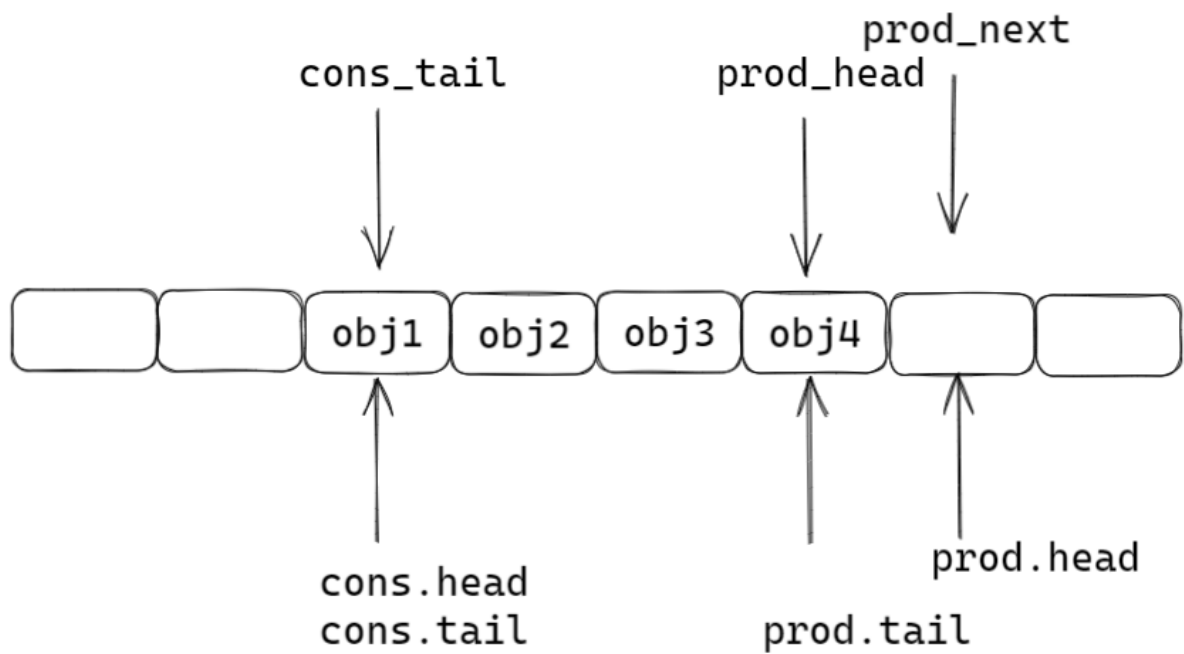 prod_next
cons_tail
prod_head
obj1
obj2
obj3
obj4
prod.head
cons.head
cons.tail
prod.tail